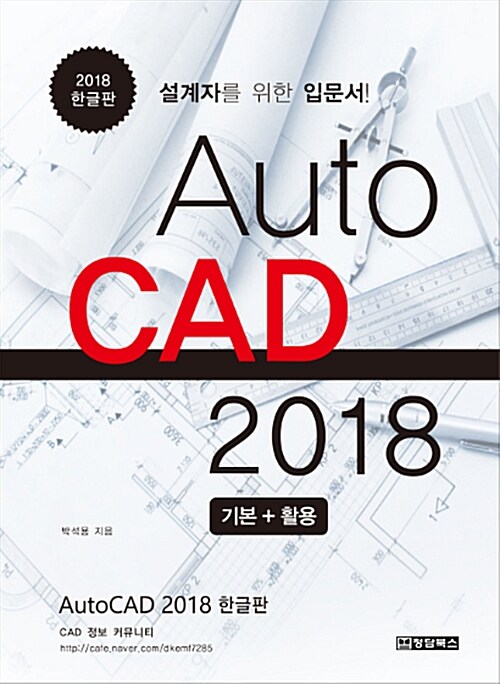 2018
한글판
설계자를 위한 입문서!
Auto
CAD
2018
기본 + 활용
박석용 지음
AutoCAD 2018 한글판
CAD 정보 커뮤니티
http://cafe.naver.com/dkemf7285
청담북스